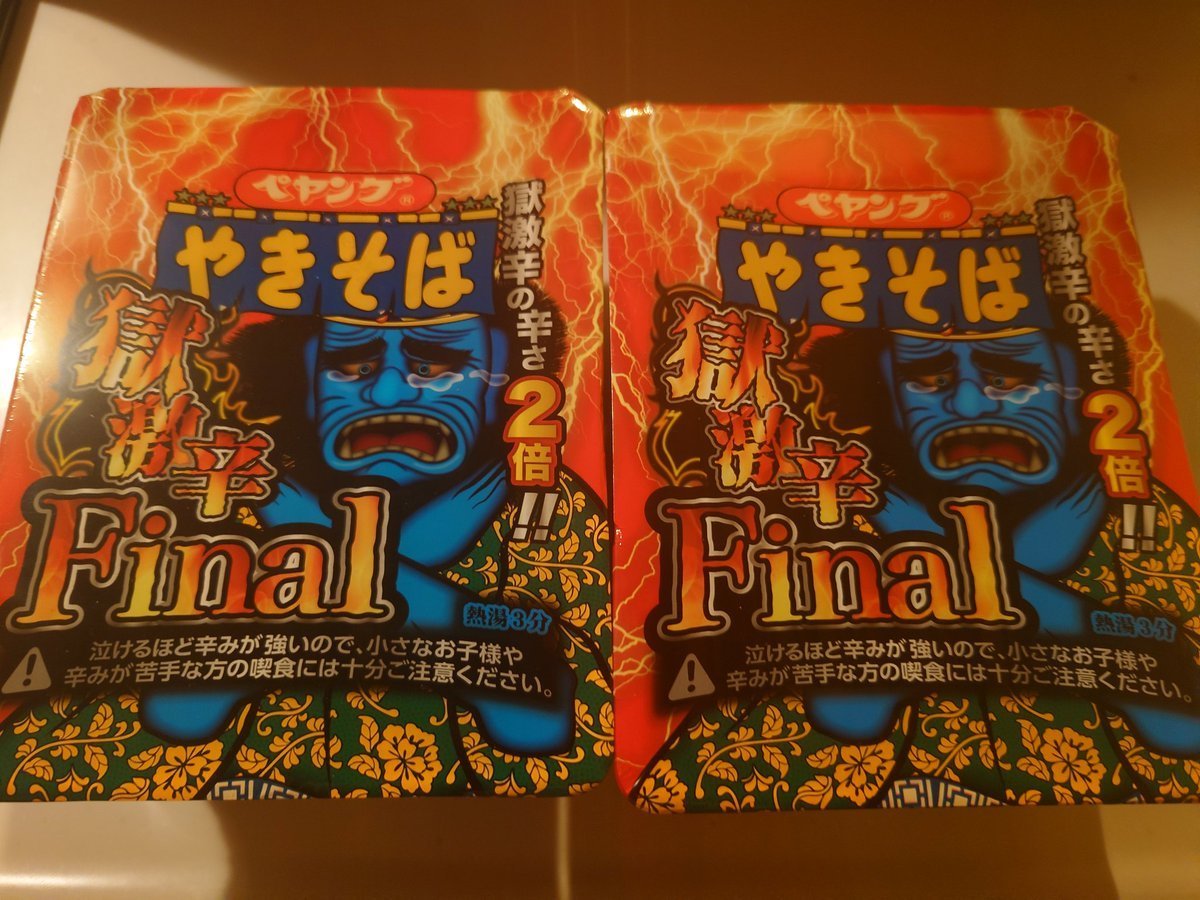 ペヤング®
やきそば
獄激辛の辛さ2倍!!
獄激辛
Final
熱湯3分
泣けるほど辛みが強いので、小さなお子様や
辛みが苦手な方の喫食には十分ご注意ください。
ペヤング®
やきそば
獄激辛の辛さ2倍!!
獄激辛
Final
熱湯3分
泣けるほど辛みが強いので、小さなお子様や
辛みが苦手な方の喫食には十分ご注意ください。